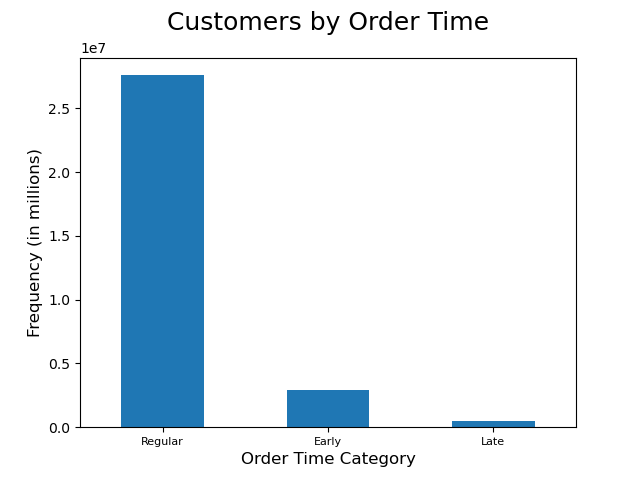 Customers by Order Time
1e7
2.5
2.0
1.5
1.0
0.5
0.0
Frequency (in millions)
Regular
Early
Late
Order Time Category